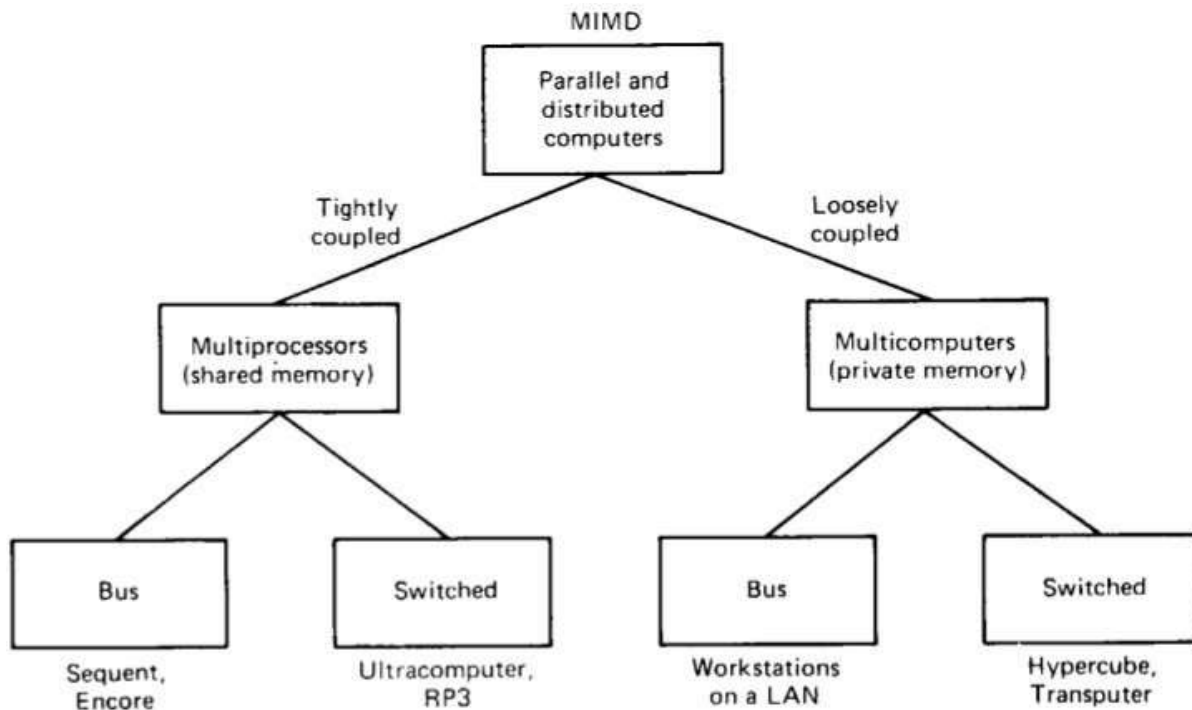 MIMD
Parallel and
distributed
computers
Tightly
coupled
Loosely
coupled
Multiprocessors
(shared memory)
Multicomputers
(private memory)
Bus
Switched
Bus
Switched
Sequent,
Encore
Ultracomputer,
RP3
Workstations
on a LAN
Hypercube,
Transputer